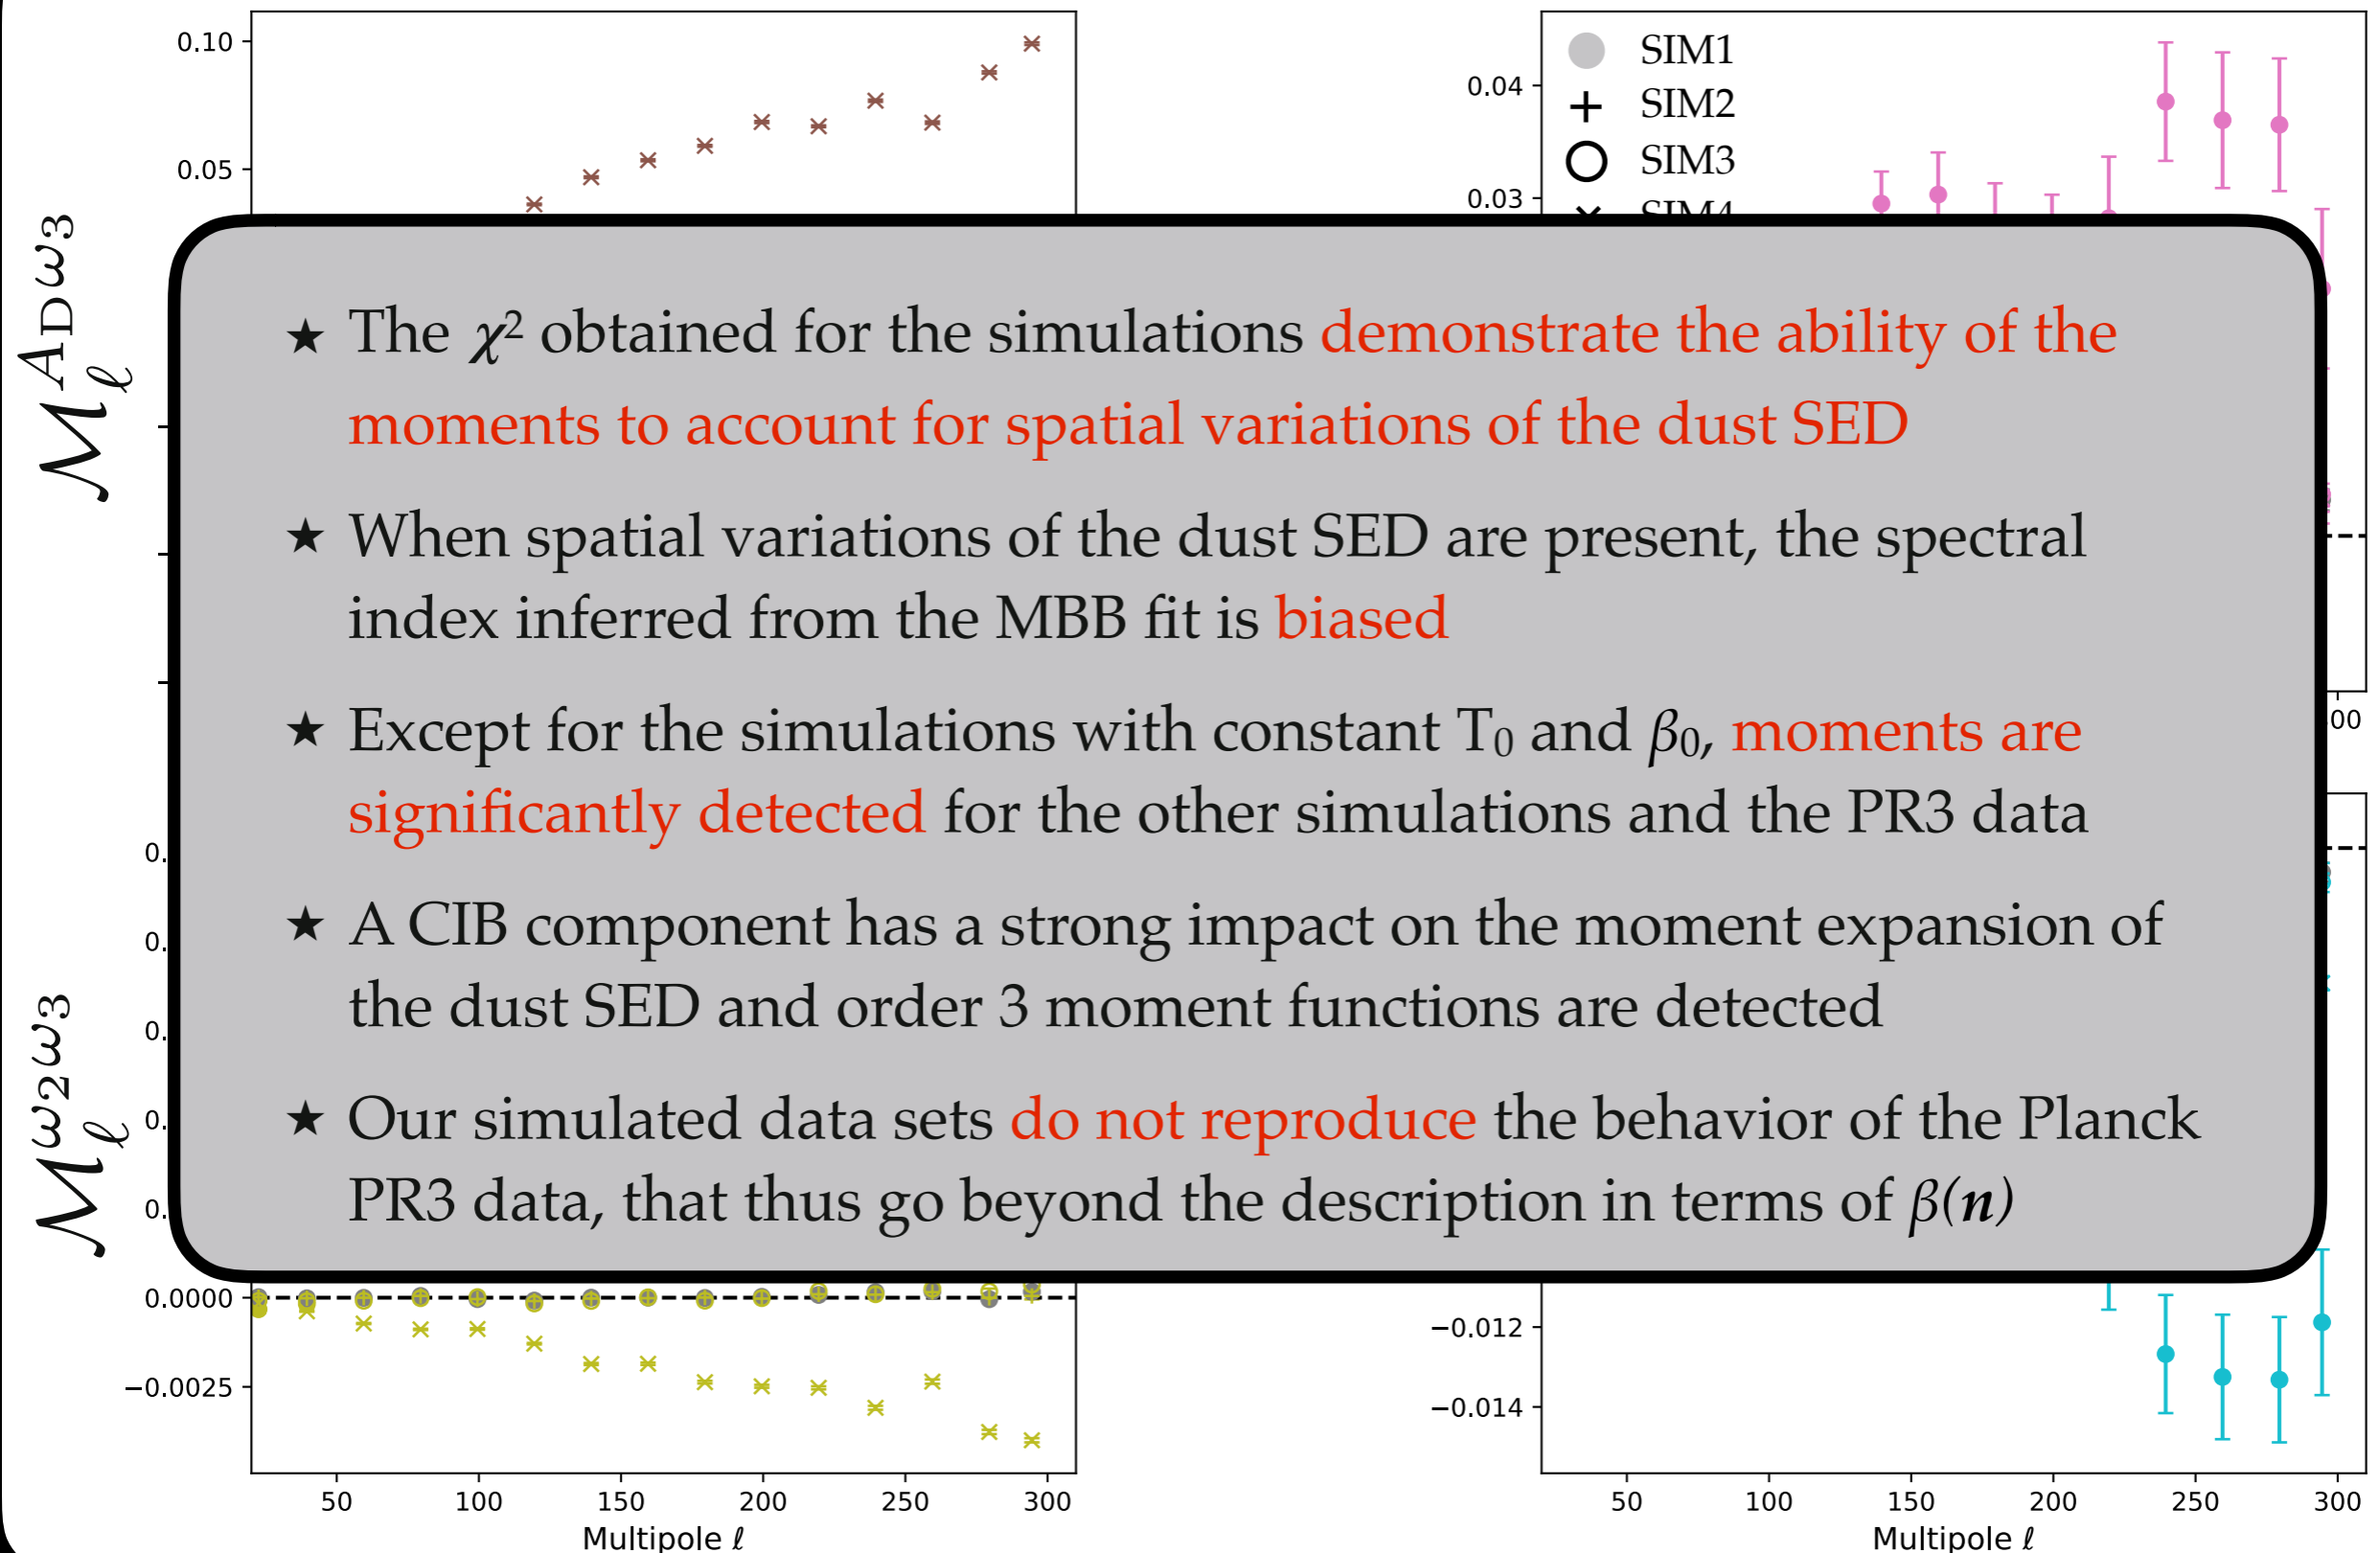 0.10
0.05
0.04
0.03
SIM1
SIM2
SIM3
SIM4
ℳ_ℓ^{A_D ω_3}
★ The χ² obtained for the simulations demonstrate the ability of the
moments to account for spatial variations of the dust SED
★ When spatial variations of the dust SED are present, the spectral
index inferred from the MBB fit is biased
★ Except for the simulations with constant T₀ and β₀, moments are
significantly detected for the other simulations and the PR3 data
★ A CIB component has a strong impact on the moment expansion of
the dust SED and order 3 moment functions are detected
★ Our simulated data sets do not reproduce the behavior of the Planck
PR3 data, that thus go beyond the description in terms of β(n)
ℳ_ℓ^{ω_2 ω_3}
0.0000
−0.0025
50 100 150 200 250 300
Multipole ℓ
−0.012
−0.014
50 100 150 200 250 300
Multipole ℓ